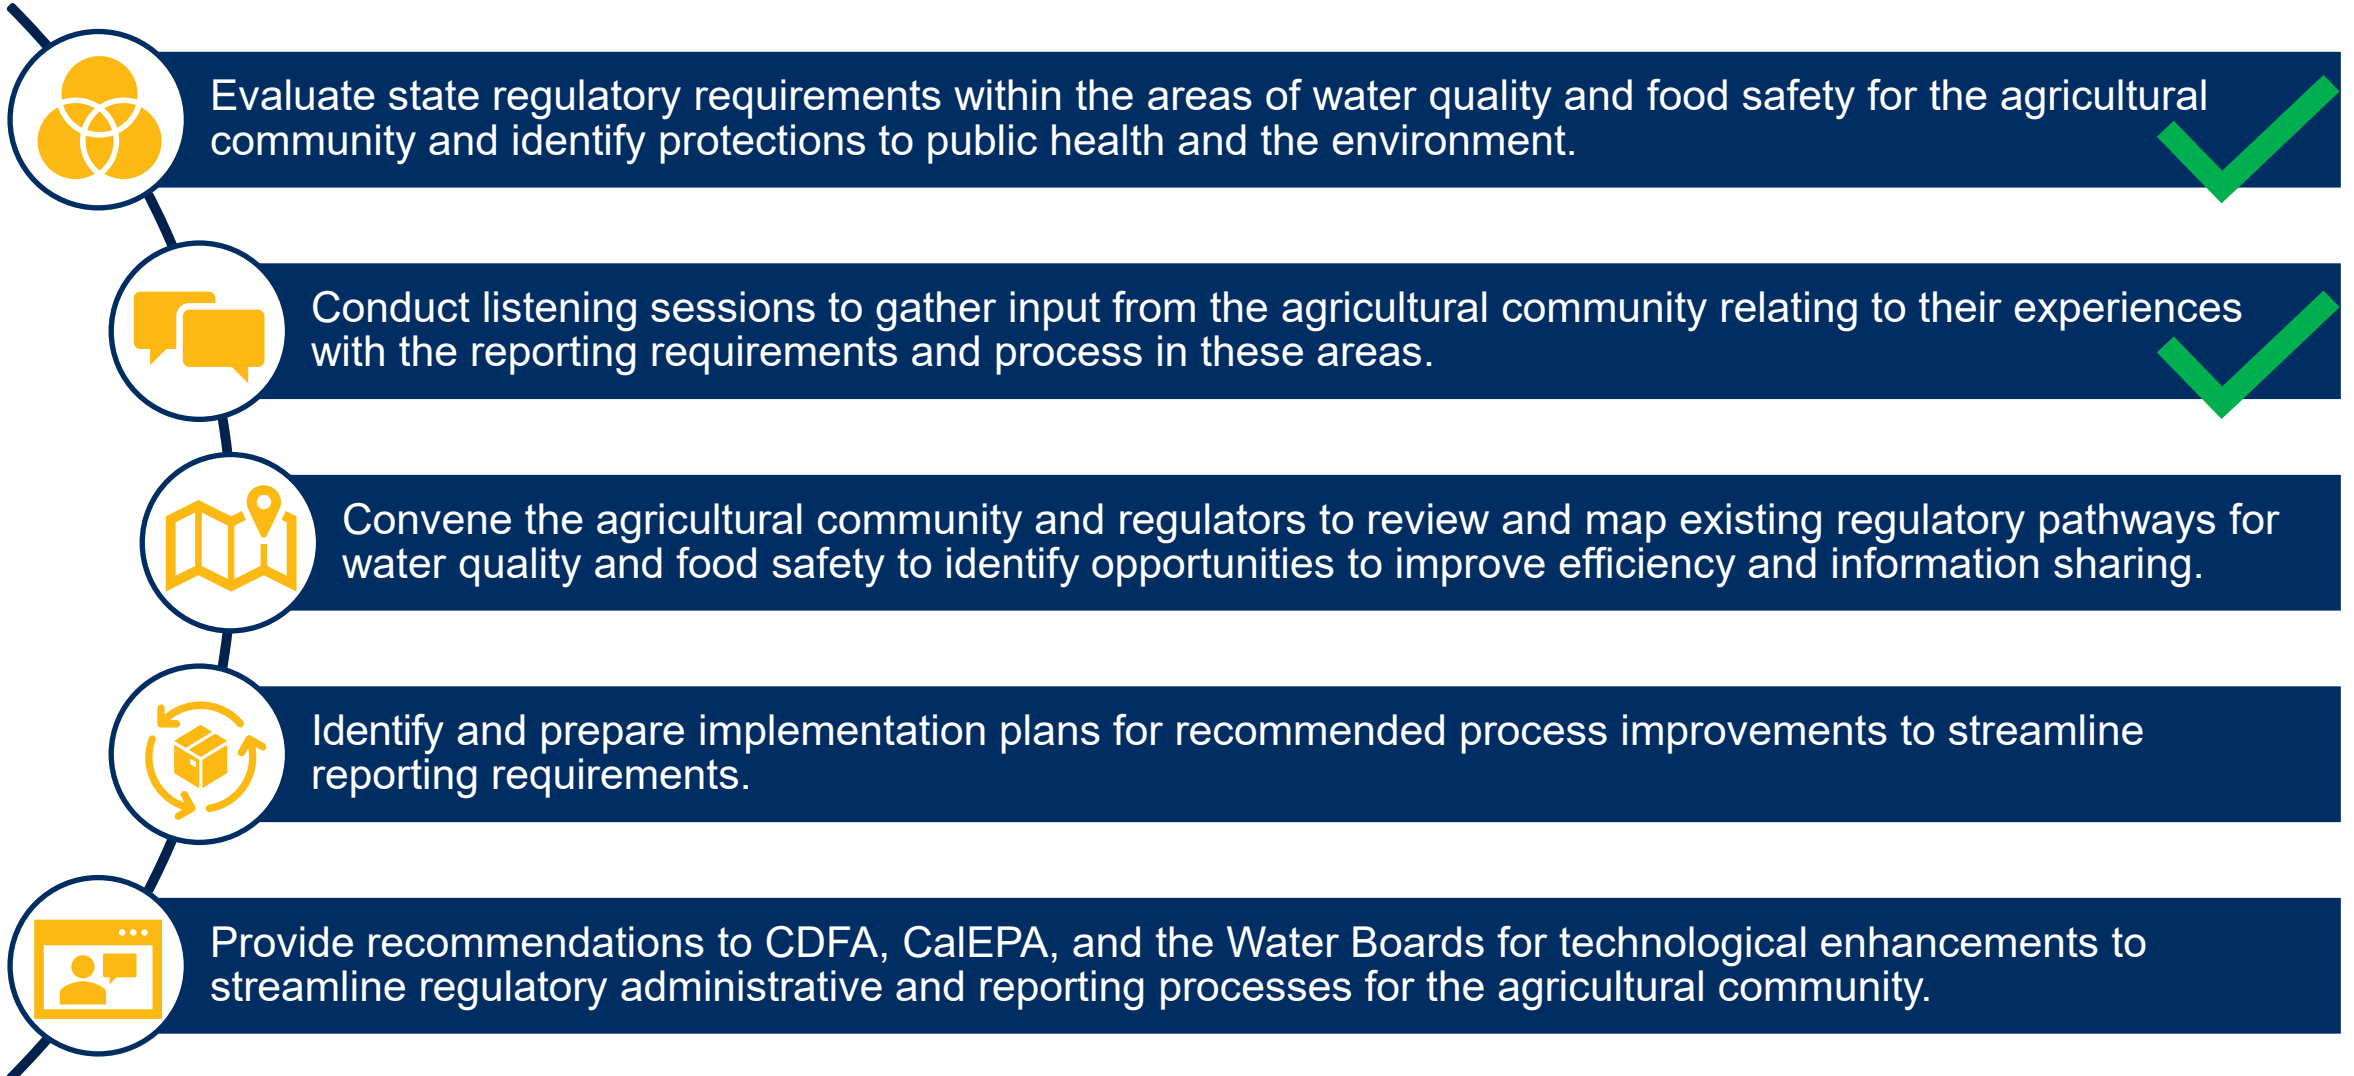 Evaluate state regulatory requirements within the areas of water quality and food safety for the agricultural
community and identify protections to public health and the environment.
Conduct listening sessions to gather input from the agricultural community relating to their experiences
with the reporting requirements and process in these areas.
Convene the agricultural community and regulators to review and map existing regulatory pathways for
water quality and food safety to identify opportunities to improve efficiency and information sharing.
Identify and prepare implementation plans for recommended process improvements to streamline
reporting requirements.
Provide recommendations to CDFA, CalEPA, and the Water Boards for technological enhancements to
streamline regulatory administrative and reporting processes for the agricultural community.